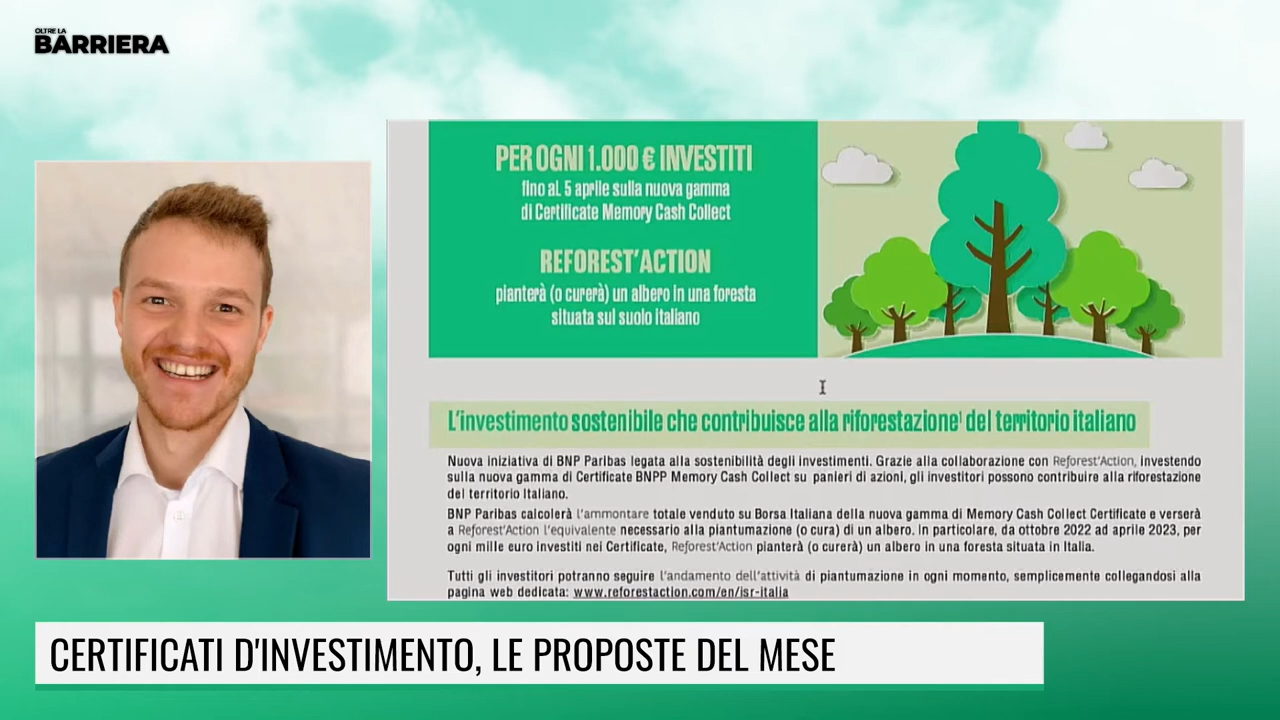 OLTRE LA
BARRIERA
PER OGNI 1.000 € INVESTITI
fino al 5 aprile sulla nuova gamma
di Certificate Memory Cash Collect
REFOREST'ACTION
pianterà (o curerà) un albero in una foresta
situata sul suolo italiano
L'investimento sostenibile che contribuisce alla riforestazione¹ del territorio italiano
Nuova iniziativa di BNP Paribas legata alla sostenibilità degli investimenti. Grazie alla collaborazione con Reforest'Action, investendo
sulla nuova gamma di Certificate BNPP Memory Cash Collect su panieri di azioni, gli investitori possono contribuire alla riforestazione
del territorio italiano.
BNP Paribas calcolerà l'ammontare totale venduto su Borsa Italiana della nuova gamma di Memory Cash Collect Certificate e verserà
a Reforest'Action l'equivalente necessario alla piantumazione (o cura) di un albero. In particolare, da ottobre 2022 ad aprile 2023, per
ogni mille euro investiti nei Certificate, Reforest'Action pianterà (o curerà) un albero in una foresta situata in Italia.
Tutti gli investitori potranno seguire l'andamento dell'attività di piantumazione in ogni momento, semplicemente collegandosi alla
pagina web dedicata: www.reforestaction.com/en/isr-italia
CERTIFICATI D'INVESTIMENTO, LE PROPOSTE DEL MESE